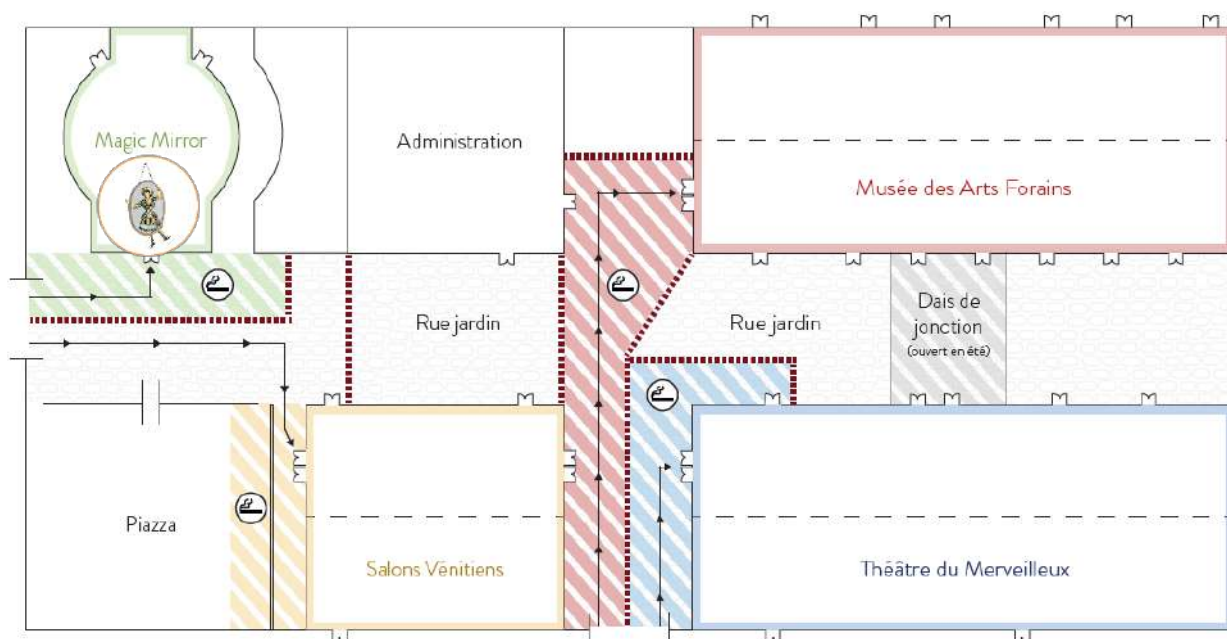 Magic Mirror
Administration
Musée des Arts Forains
Rue jardin
Rue jardin
Dais de
jonction
(ouvert en été)
Piazza
Salons Vénitiens
Théâtre du Merveilleux